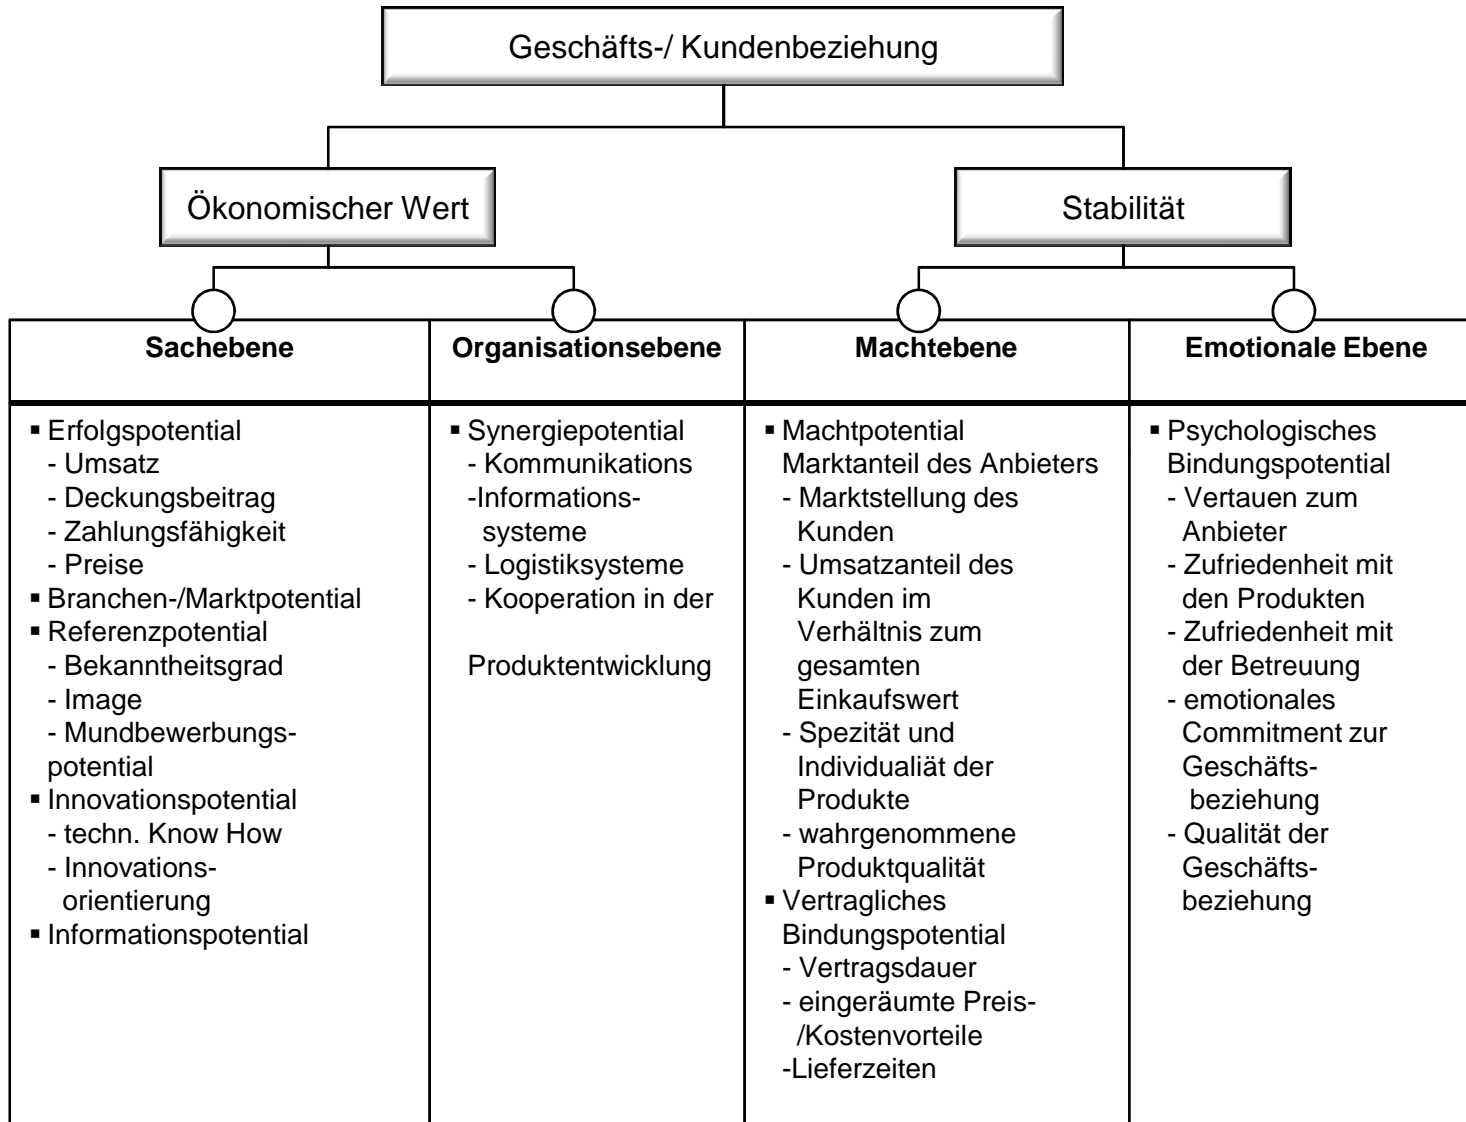 Geschäfts-/ Kundenbeziehung
Ökonomischer Wert
Stabilität
Sachebene
Organisationsebene
Machtebene
Emotionale Ebene
▪ Erfolgspotential
- Umsatz
- Deckungsbeitrag
- Zahlungsfähigkeit
- Preise
▪ Branchen-/Marktpotential
▪ Referenzpotential
- Bekanntheitsgrad
- Image
- Mundbewerbungs-
potential
▪ Innovationspotential
- techn. Know How
- Innovations-
orientierung
▪ Informationspotential
▪ Synergiepotential
- Kommunikations
-Informations-
systeme
- Logistiksysteme
- Kooperation in der
Produktentwicklung
▪ Machtpotential
Marktanteil des Anbieters
- Marktstellung des
Kunden
- Umsatzanteil des
Kunden im
Verhältnis zum
gesamten
Einkaufswert
- Spezität und
Individualiät der
Produkte
- wahrgenommene
Produktqualität
▪ Vertragliches
Bindungspotential
- Vertragsdauer
- eingeräumte Preis-
/Kostenvorteile
-Lieferzeiten
▪ Psychologisches
Bindungspotential
- Vertauen zum
Anbieter
- Zufriedenheit mit
den Produkten
- Zufriedenheit mit
der Betreuung
- emotionales
Commitment zur
Geschäfts-
beziehung
- Qualität der
Geschäfts-
beziehung